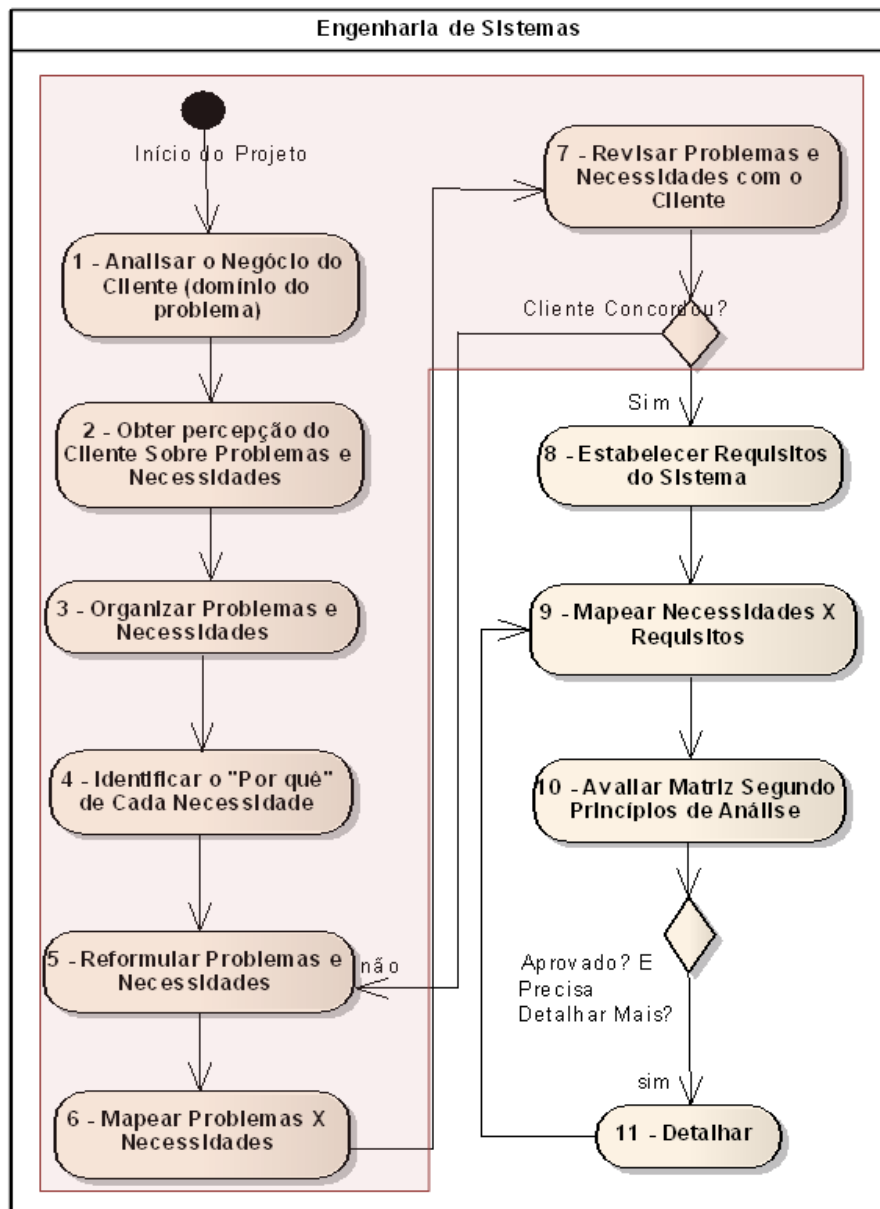 Engenharia de Sistemas
Início do Projeto
1 - Analisar o Negócio do
Cliente (domínio do
problema)
2 - Obter percepção do
Cliente Sobre Problemas e
Necessidades
3 - Organizar Problemas e
Necessidades
4 - Identificar o "Por quê"
de Cada Necessidade
5 - Reformular Problemas e
Necessidades
não
6 - Mapear Problemas X
Necessidades
7 - Revisar Problemas e
Necessidades com o
Cliente
Cliente Concordou?
Sim
8 - Estabelecer Requisitos
do Sistema
9 - Mapear Necessidades X
Requisitos
10 - Avaliar Matriz Segundo
Princípios de Análise
Aprovado? E
Precisa
Detalhar Mais?
sim
11 - Detalhar